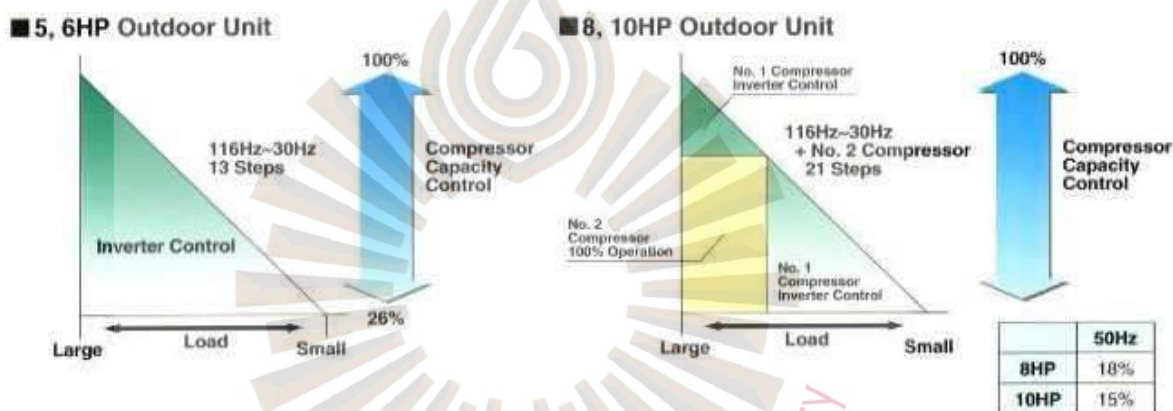 ■5, 6HP Outdoor Unit
100%
116Hz~30Hz
13 Steps
Compressor
Capacity
Control
Inverter Control
26%
Large
Load
Small
■8, 10HP Outdoor Unit
No. 1 Compressor
Inverter Control
100%
116Hz~30Hz
+ No. 2 Compressor
21 Steps
Compressor
Capacity
Control
No. 2
Compressor
100% Operation
No. 1
Compressor
Inverter Control
Large
Load
Small
50Hz
8HP 18%
10HP 15%